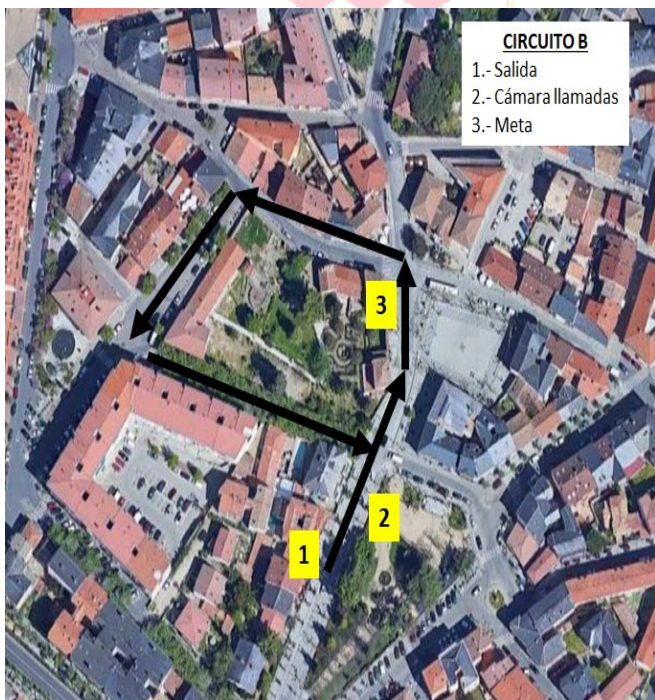 CIRCUITO B
1.- Salida
2.- Cámara llamadas
3.- Meta
3
2
1